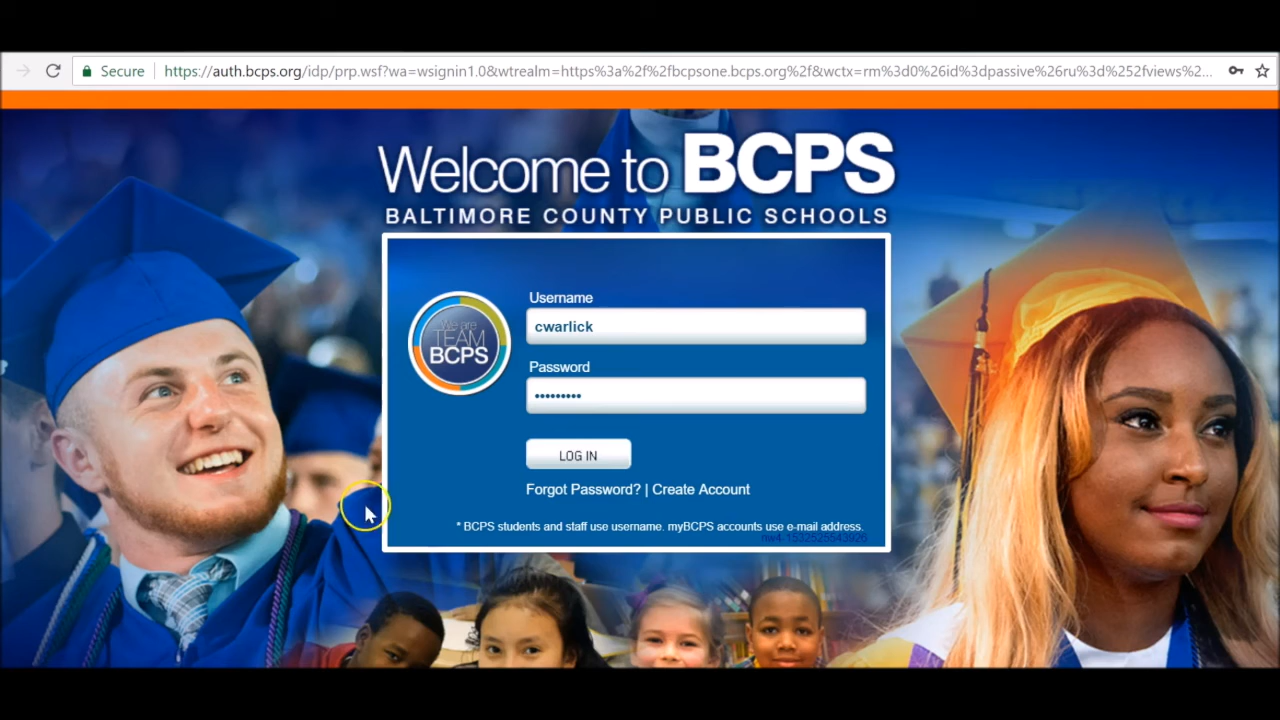 Secure https://auth.bcps.org/idp/prp.wsf?wa=wsignin1.0&wtrealm=https%3a%2f%2fbcpsone.bcps.org%2f&wctx=rm%3d0%26id%3dpassive%26ru%3d%252fviews%2...
Welcome to BCPS
BALTIMORE COUNTY PUBLIC SCHOOLS
Username
We are
TEAM
BCPS
cwarlick
Password
•••••••••
LOG IN
Forgot Password? | Create Account
* BCPS students and staff use username. myBCPS accounts use e-mail address.
nw4-1532525543926